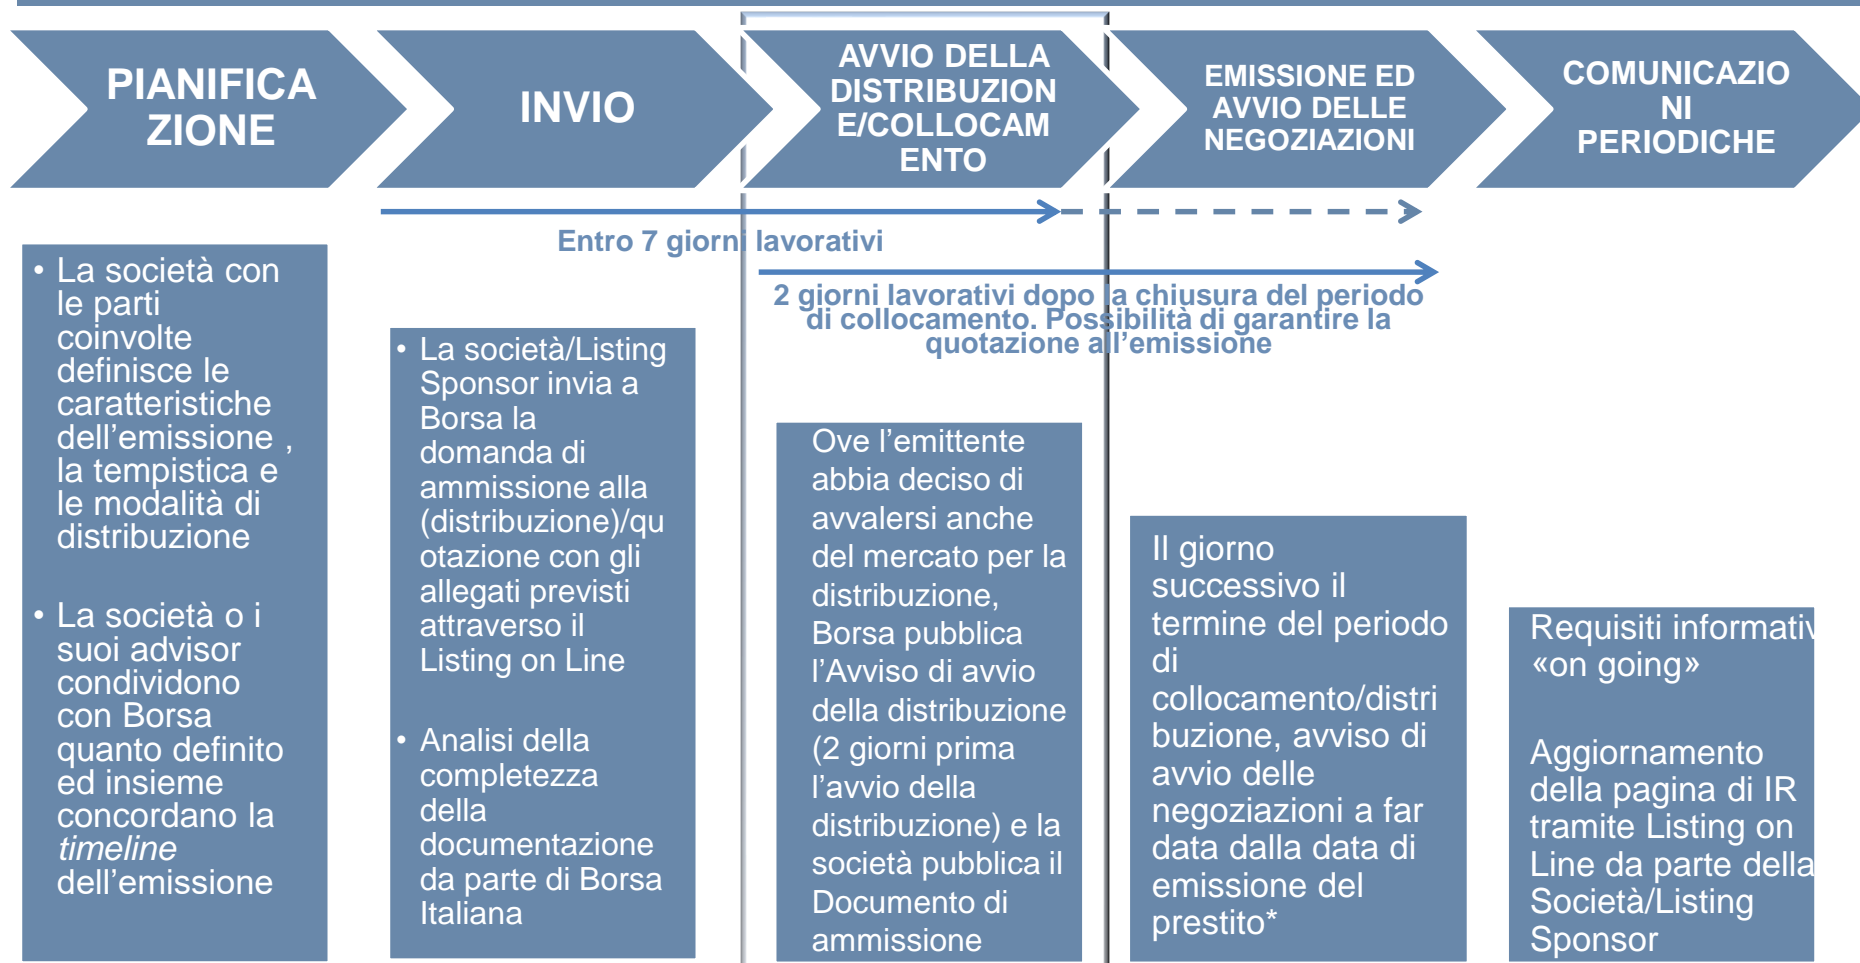 PIANIFICA
ZIONE
INVIO
AVVIO DELLA
DISTRIBUZION
E/COLLOCAM
ENTO
EMISSIONE ED
AVVIO DELLE
NEGOZIAZIONI
COMUNICAZIO
NI
PERIODICHE
Entro 7 giorni lavorativi
2 giorni lavorativi dopo la chiusura del periodo
di collocamento. Possibilità di garantire la
quotazione all’emissione
• La società con
le parti
coinvolte
definisce le
caratteristiche
dell’emissione ,
la tempistica e
le modalità di
distribuzione
• La società o i
suoi advisor
condividono
con Borsa
quanto definito
ed insieme
concordano la
timeline
dell’emissione
• La società/Listing
Sponsor invia a
Borsa la
domanda di
ammissione alla
(distribuzione)/qu
otazione con gli
allegati previsti
attraverso il
Listing on Line
• Analisi della
completezza
della
documentazione
da parte di Borsa
Italiana
Ove l’emittente
abbia deciso di
avvalersi anche
del mercato per la
distribuzione,
Borsa pubblica
l’Avviso di avvio
della distribuzione
(2 giorni prima
l’avvio della
distribuzione) e la
società pubblica il
Documento di
ammissione
Il giorno
successivo il
termine del periodo
di
collocamento/distri
buzione, avviso di
avvio delle
negoziazioni a far
data dalla data di
emissione del
prestito*
Requisiti informativ
«on going»
Aggiornamento
della pagina di IR
tramite Listing on
Line da parte della
Società/Listing
Sponsor